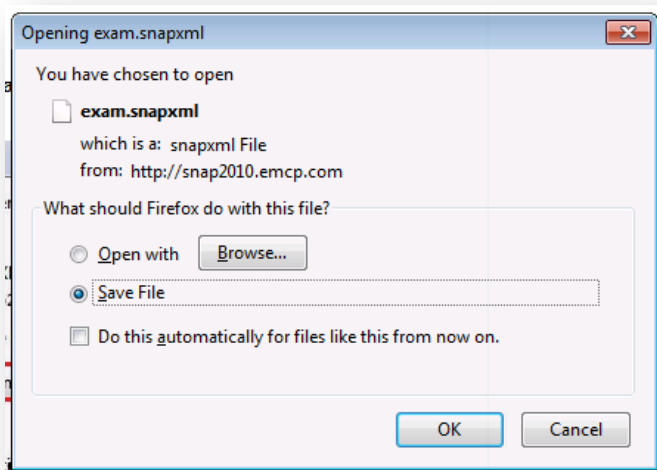 Opening exam.snapxml
You have chosen to open
exam.snapxml
which is a: snapxml File
from: http://snap2010.emcp.com
What should Firefox do with this file?
Open with
Browse...
Save File
Do this automatically for files like this from now on.
OK
Cancel